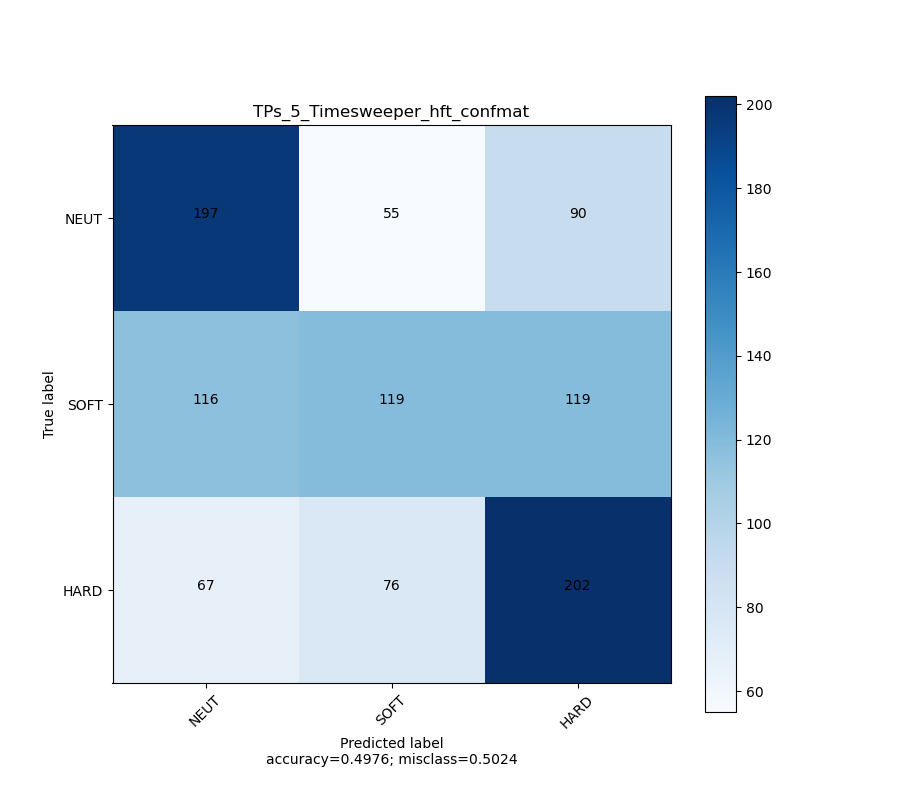 TPs_5_Timesweeper_hft_confmat
200
180
160
140
120
100
80
60
True label
NEUT
197
55
90
SOFT
116
119
119
HARD
67
76
202
NEUT
SOFT
HARD
Predicted label
accuracy=0.4976; misclass=0.5024